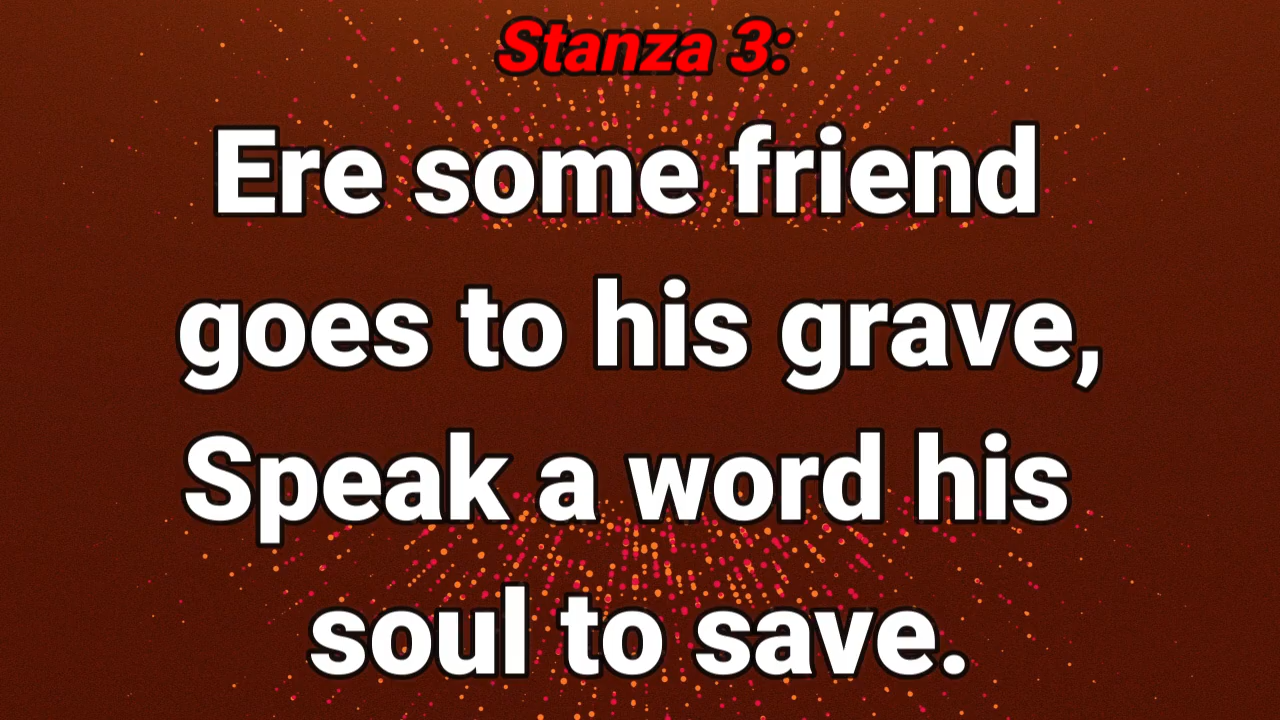 Stanza 3:
Ere some friend
goes to his grave,
Speak a word his
soul to save.